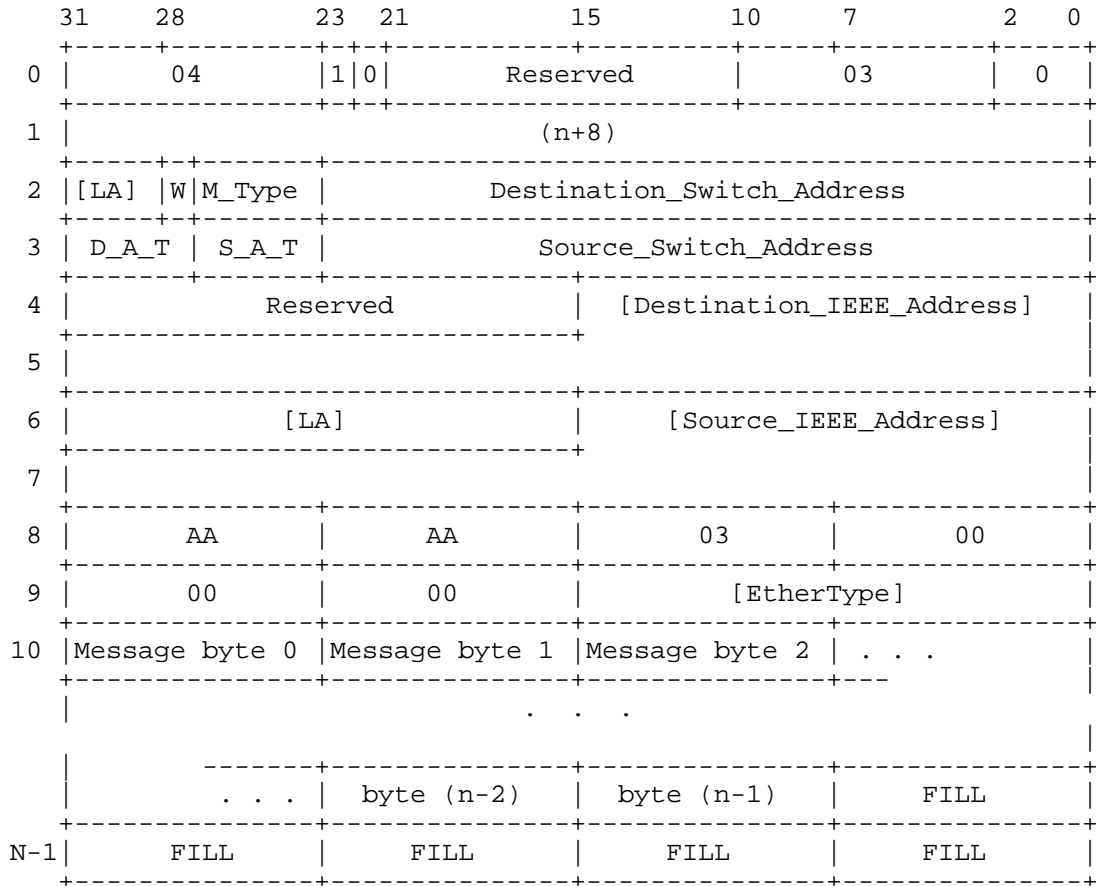 31 28 23 21 15 10 7 2 0
0 | 04 |1|0| Reserved | 03 | 0 |
1 | (n+8) |
2 |[LA] |W|M_Type | Destination_Switch_Address |
3 | D_A_T | S_A_T | Source_Switch_Address |
4 | Reserved | [Destination_IEEE_Address] |
5 | |
6 | [LA] | [Source_IEEE_Address] |
7 | |
8 | AA | AA | 03 | 00 |
9 | 00 | 00 | [EtherType] |
10 |Message byte 0 |Message byte 1 |Message byte 2 | . . . |
| . . . |
| . . . | byte (n-2) | byte (n-1) | FILL |
N-1| FILL | FILL | FILL | FILL |